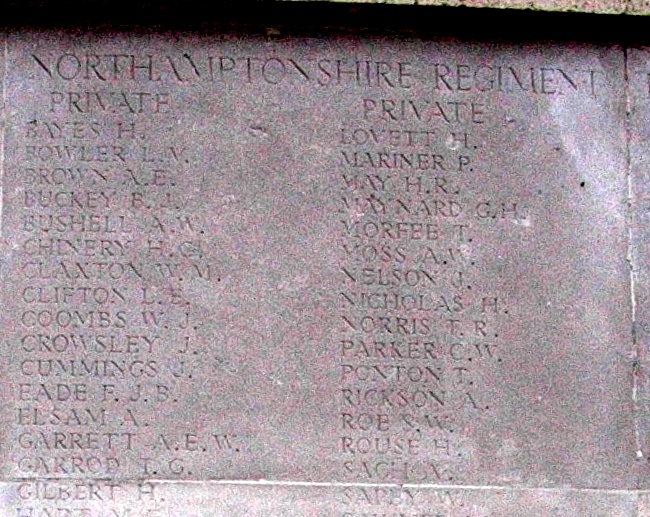 NORTHAMPTONSHIRE REGIMENT
PRIVATE
BAYES H.
BOWLER L.V.
BROWN A.E.
BUCKEY B.J.
BUSHELL A.W.
CHINERY H.G.
CLAXTON W.M.
CLIFTON L.E.
COOMBS W.J.
CROWSLEY J.
CUMMINGS J.
EADE F.J.B.
ELSAM A.
GARRETT A.E.W.
GARROD T.G.
GILBERT H.
PRIVATE
LOVETT H.
MARINER P.
MAY H.R.
MAYNARD G.H.
MORFEE T.
MOSS A.W.
NELSON J.
NICHOLAS H.
NORRIS T.R.
PARKER C.W.
PONTON T.
RICKSON A.
ROE S.W.
ROUSE H.